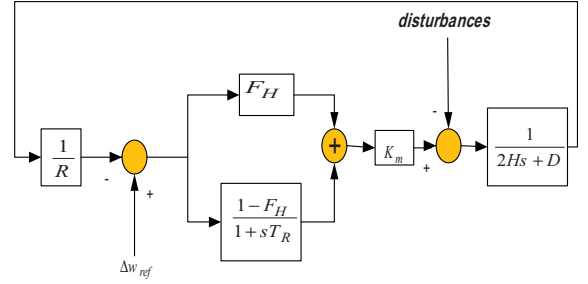 disturbances
F_H
-
1/R
-
+
+
K_m
+
1/(2Hs + D)
(1 - F_H)/(1 + sT_R)
Δw_ref